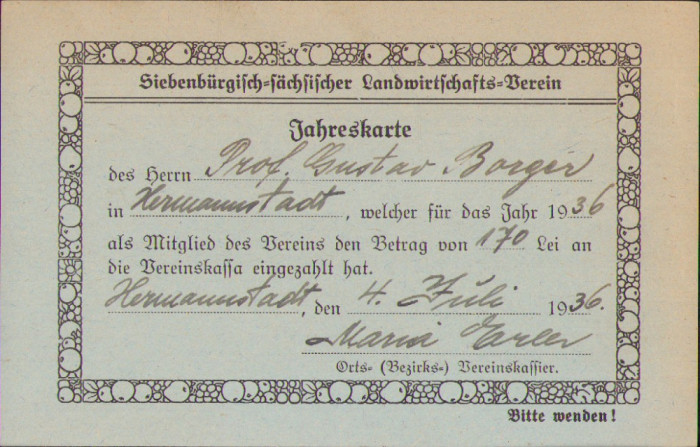 Siebenbürgisch-sächsischer Landwirtschafts-Verein
Jahreskarte
des Herrn Prof. Gustav Borger
in Hermannstadt, welcher für das Jahr 1936
als Mitglied des Vereins den Betrag von 170 Lei an
die Vereinskassa eingezahlt hat.
Hermannstadt, den 4. Juli 1936.
Maria
Orts- (Bezirks-) Vereinskassier.
Bitte wenden!